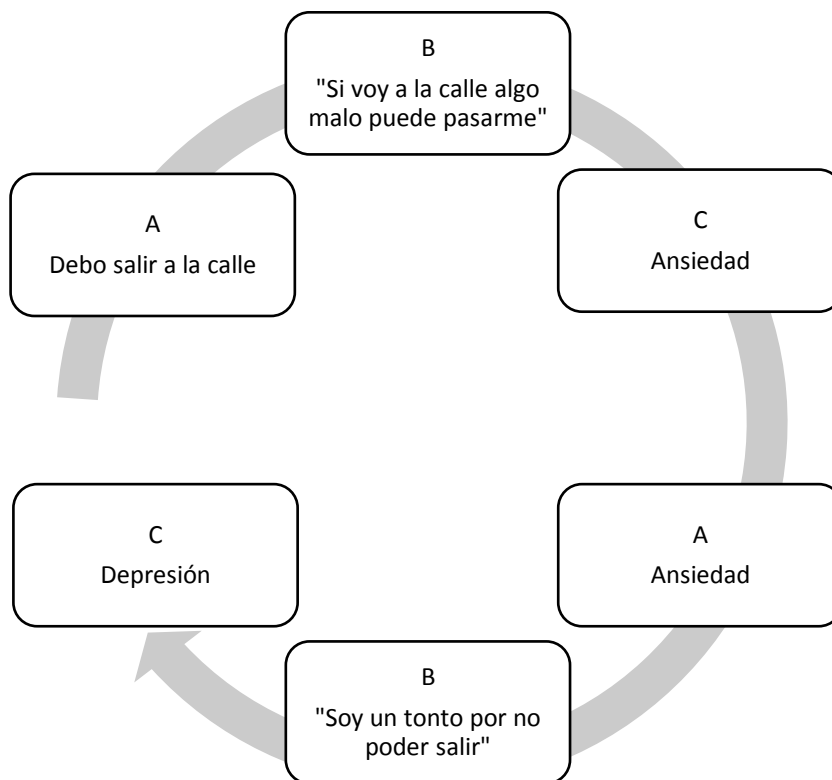 A
Debo salir a la calle
B
"Si voy a la calle algo
malo puede pasarme"
C
Ansiedad
A
Ansiedad
B
"Soy un tonto por no
poder salir"
C
Depresión